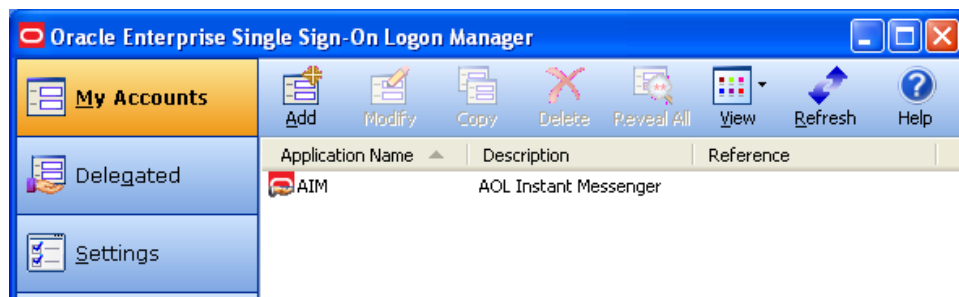 Oracle Enterprise Single Sign-On Logon Manager
My Accounts
Delegated
Settings
Add Modify Copy Delete Reveal All View Refresh Help
Application Name Description Reference
AIM AOL Instant Messenger